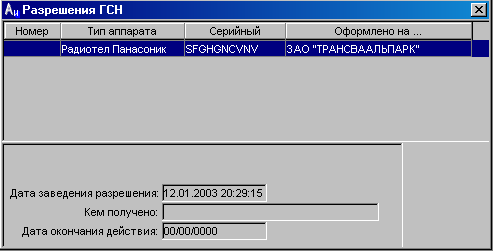 Aи Разрешения ГСН
Номер Тип аппарата Серийный Оформлено на ...
Радиотел Панасоник SFGHGNCVNV ЗАО "ТРАНСВААЛЬПАРК"
Дата заведения разрешения: 12.01.2003 20:29:15
Кем получено:
Дата окончания действия: 00/00/0000